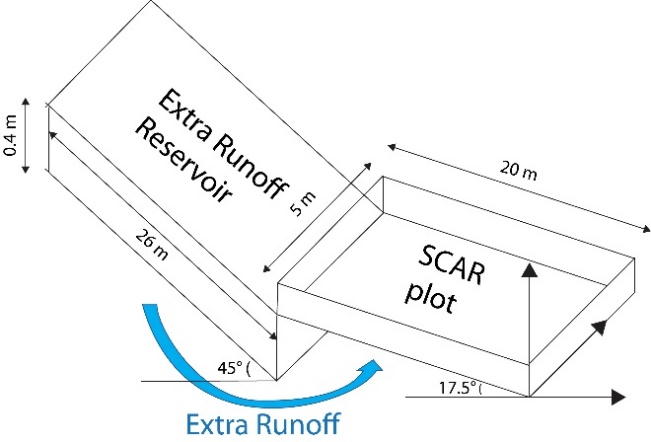 Extra Runoff
Reservoir
0.4 m
26 m
5 m
20 m
SCAR
plot
45° (
17.5° (
Extra Runoff